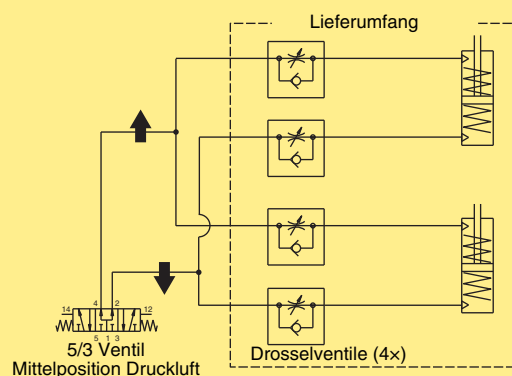 Lieferumfang
4 2
14 12
5 1 3
5/3 Ventil
Mittelposition Druckluft
Drosselventile (4×)